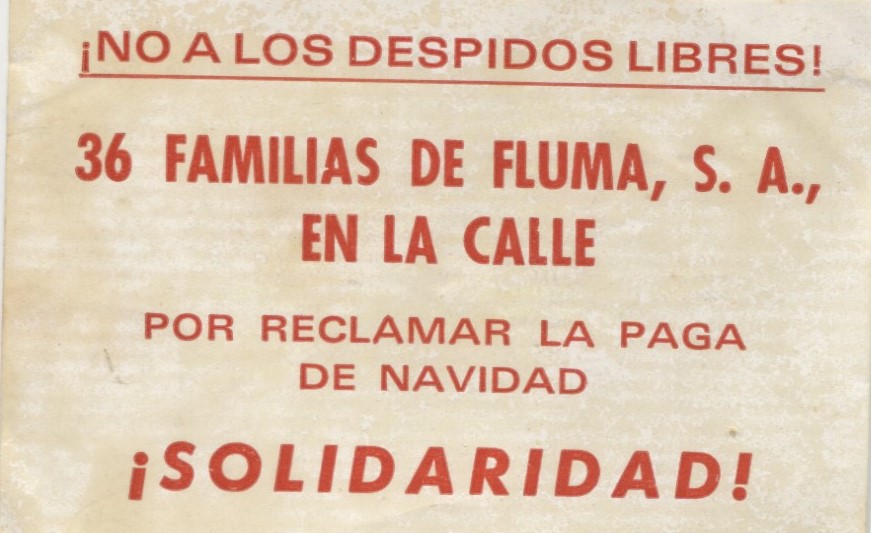 ¡NO A LOS DESPIDOS LIBRES!
36 FAMILIAS DE FLUMA, S. A.,
EN LA CALLE
POR RECLAMAR LA PAGA
DE NAVIDAD
¡SOLIDARIDAD!